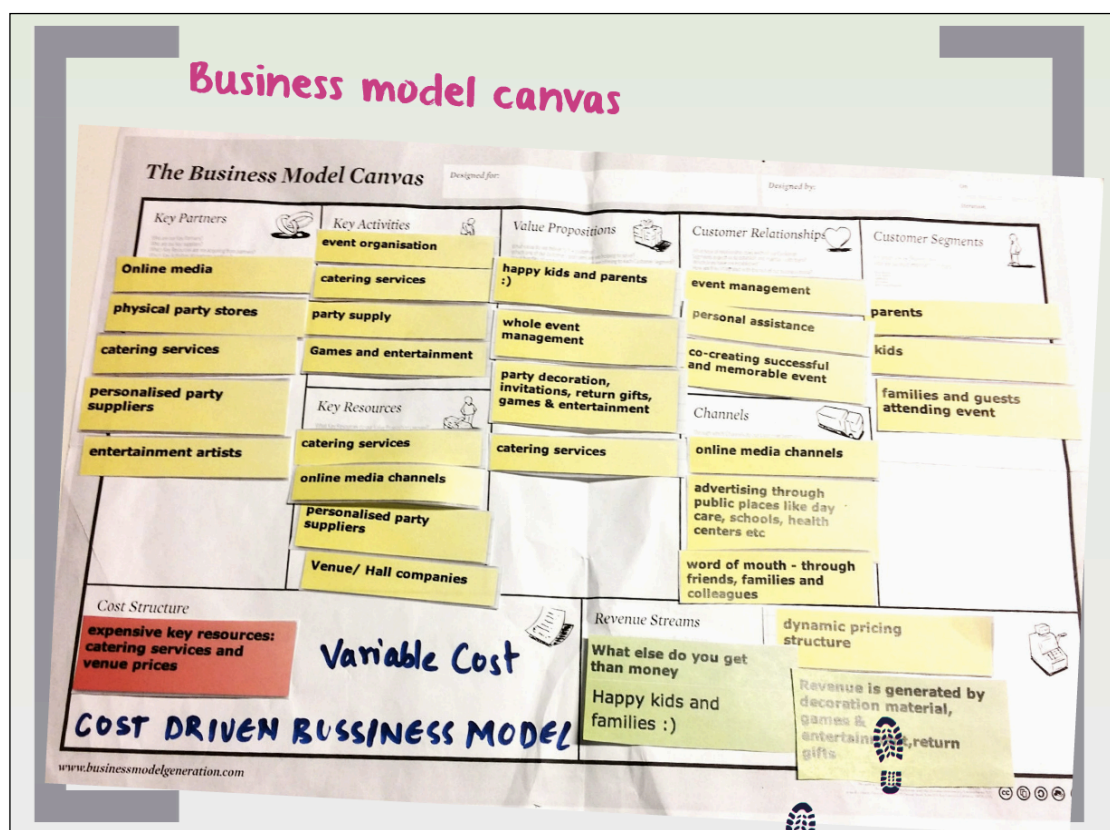 Business model canvas
The Business Model Canvas
Designed for:
Designed by:
Key Partners
Online media
physical party stores
catering services
personalised party
suppliers
entertainment artists
Key Activities
event organisation
catering services
party supply
Games and entertainment
Key Resources
catering services
online media channels
personalised party
suppliers
Venue/ Hall companies
Value Propositions
happy kids and parents
:)
whole event
management
party decoration,
invitations, return gifts,
games & entertainment
catering services
Customer Relationships
event management
personal assistance
co-creating successful
and memorable event
Channels
online media channels
advertising through
public places like day
care, schools, health
centers etc
word of mouth - through
friends, families and
colleagues
Customer Segments
parents
kids
families and guests
attending event
Cost Structure
expensive key resources:
catering services and
venue prices
Variable Cost
COST DRIVEN BUSSINESS MODEL
Revenue Streams
What else do you get
than money
Happy kids and
families :)
dynamic pricing
structure
Revenue is generated by
decoration material,
games &
,return
gifts
www.businessmodelgeneration.com